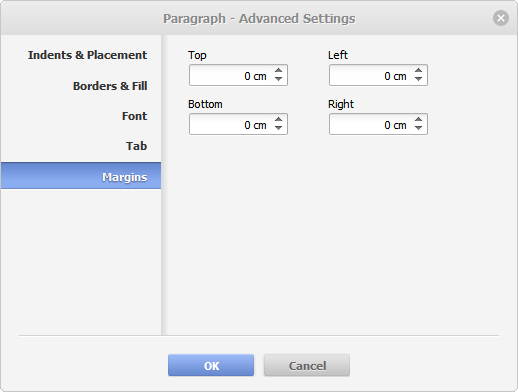 Paragraph - Advanced Settings
Indents & Placement
Borders & Fill
Font
Tab
Margins
Top Left
0 cm 0 cm
Bottom Right
0 cm 0 cm
OK Cancel